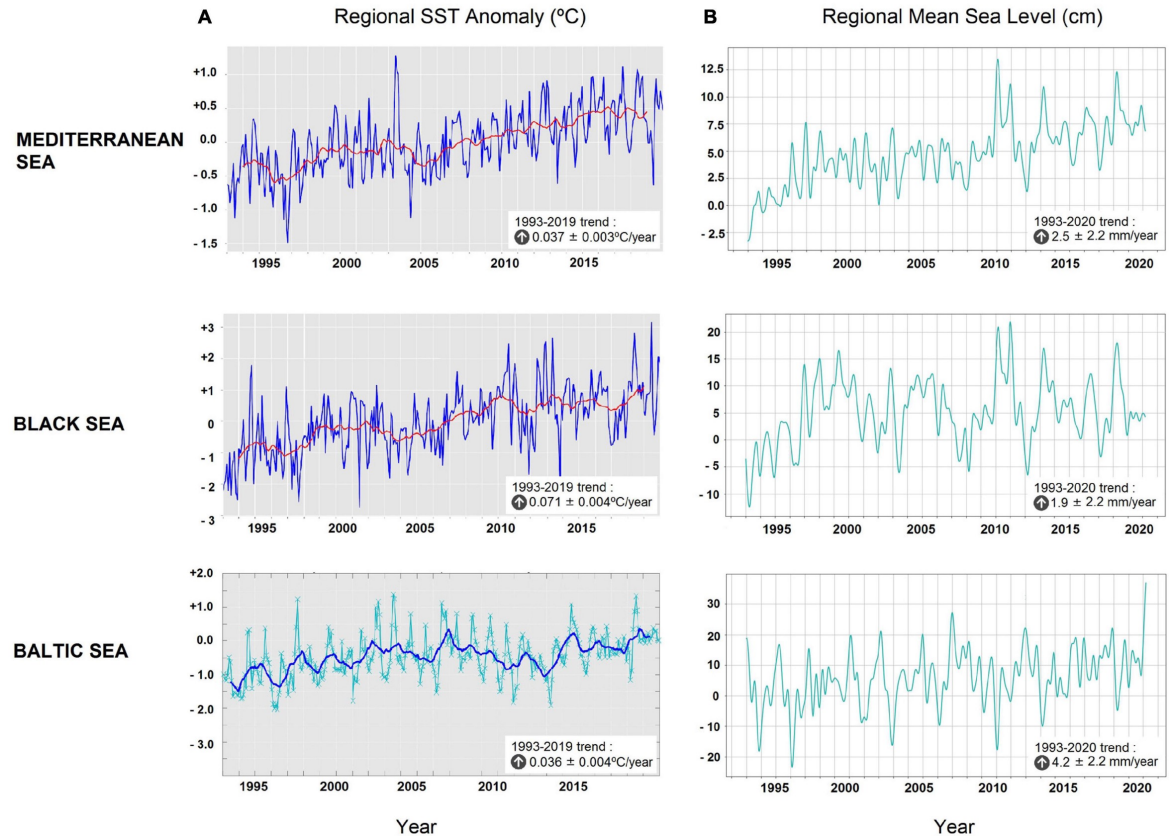 A Regional SST Anomaly (ºC)
B Regional Mean Sea Level (cm)
MEDITERRANEAN
SEA
+1.0
+0.5
0.0
- 0.5
- 1.0
- 1.5
1995 2000 2005 2010 2015
1993-2019 trend :
0.037 ± 0.003ºC/year
12.5
10.0
7.5
5.0
2.5
0.0
- 2.5
1995 2000 2005 2010 2015 2020
1993-2020 trend :
2.5 ± 2.2 mm/year
BLACK SEA
+3
+2
+1
0
- 1
- 2
- 3
1995 2000 2005 2010 2015
1993-2019 trend :
0.071 ± 0.004ºC/year
20
15
10
5
0
- 5
- 10
1995 2000 2005 2010 2015 2020
1993-2020 trend :
1.9 ± 2.2 mm/year
BALTIC SEA
+2.0
+1.0
0.0
- 1.0
- 2.0
- 3.0
1995 2000 2005 2010 2015
1993-2019 trend :
0.036 ± 0.004ºC/year
30
20
10
0
- 10
- 20
1995 2000 2005 2010 2015 2020
1993-2020 trend :
4.2 ± 2.2 mm/year
Year
Year